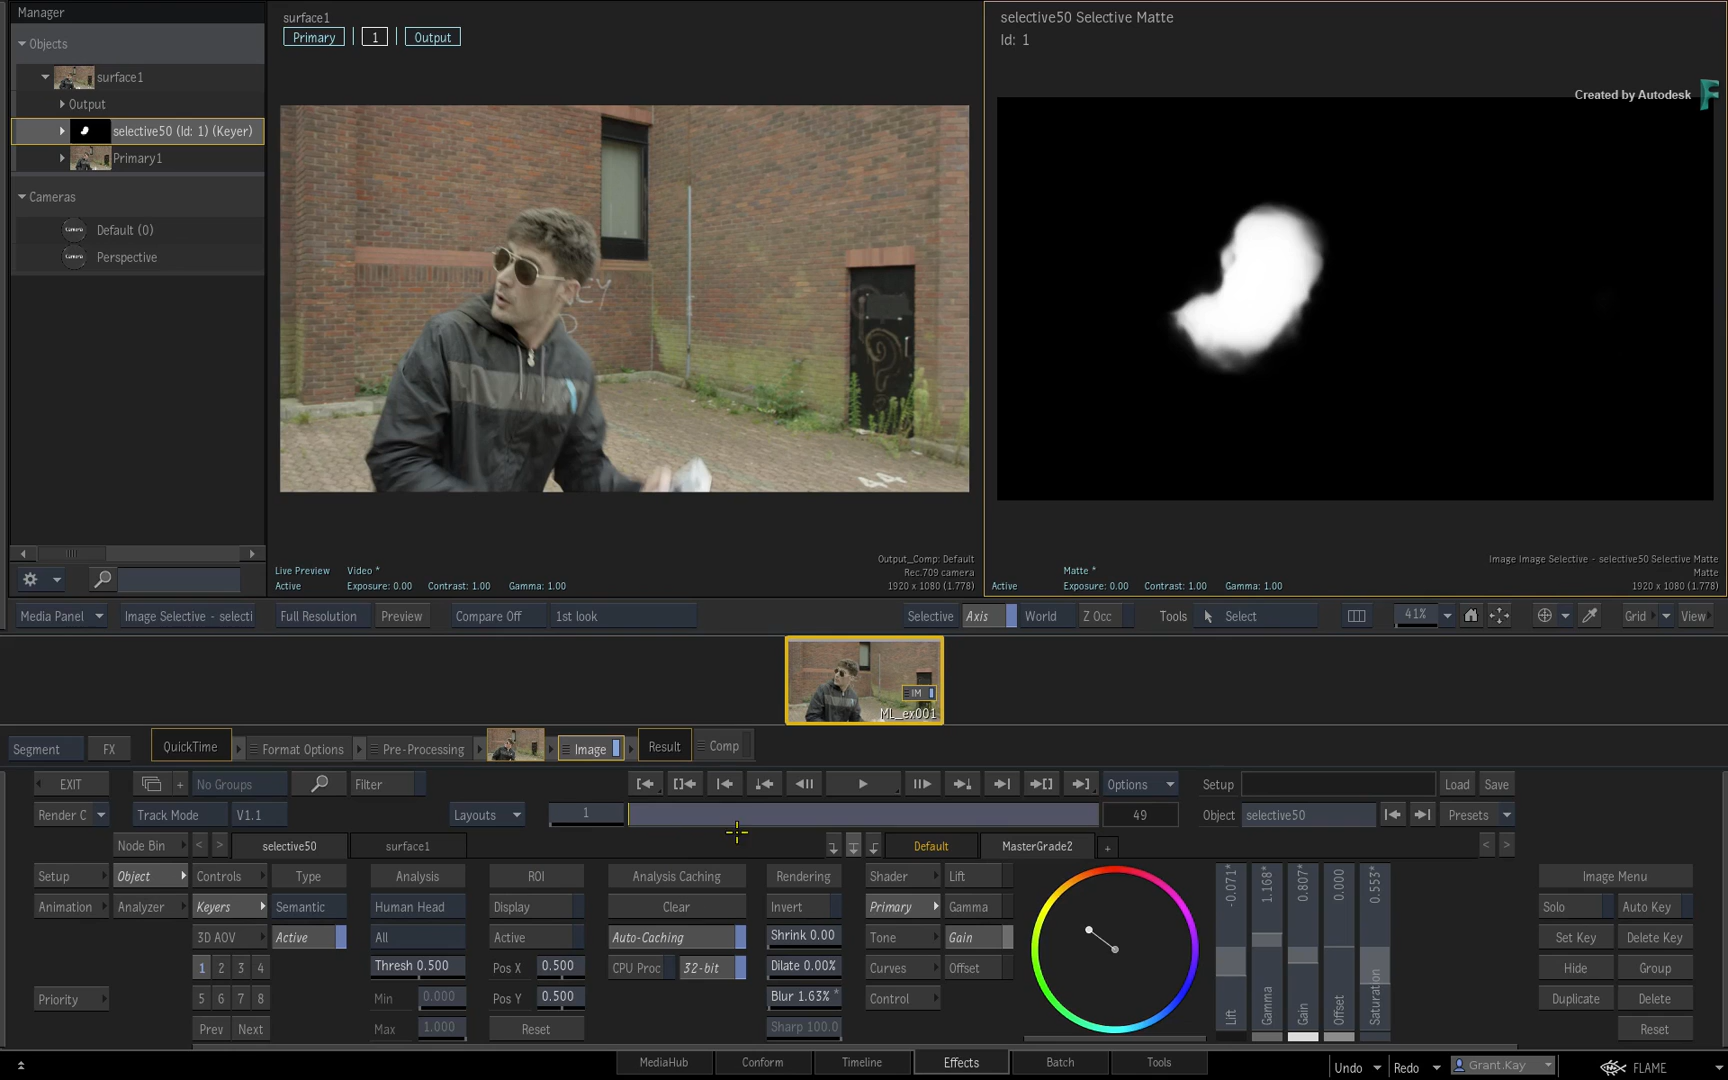 Manager
Objects
surface1
Output
selective50 (Id: 1) (Keyer)
Primary1
Cameras
Default (0)
Perspective
surface1
Primary
1
Output
selective50 Selective Matte
Id: 1
Created by Autodesk
44
Live Preview
Active
Video *
Exposure: 0.00 Contrast: 1.00 Gamma: 1.00
Output_Comp: Default
Rec.709 camera
1920 x 1080 (1.778)
Active
Matte *
Exposure: 0.00 Contrast: 1.00 Gamma: 1.00
Image Image Selective - selective50 Selective Matte
Matte
1920 x 1080 (1.778)
Media Panel Image Selective - selecti Full Resolution Preview Compare Off 1st look Selective Axis World Z Occ Tools Select 41% Grid View
IM
ML_ex001
Segment FX QuickTime Format Options Pre-Processing Image Result Comp
EXIT + No Groups Filter Options Setup Load Save
Render C Track Mode V1.1 Layouts 1 49 Object selective50 Presets
Node Bin < > selective50 surface1 Default MasterGrade2 + < >
Setup Object Controls Type Analysis ROI Analysis Caching Rendering Shader Lift Image Menu
Animation Analyzer Keyers Semantic Human Head Display Clear Invert Primary Gamma Solo Auto Key
3D AOV Active All Active Auto-Caching Shrink 0.00 Tone Gain Set Key Delete Key
1 2 3 4 Thresh 0.500 Pos X 0.500 CPU Proc 32-bit Dilate 0.00% Curves Offset Hide Group
Priority 5 6 7 8 Min 0.000 Pos Y 0.500 Blur 1.63% * Control Duplicate Delete
Prev Next Max 1.000 Reset Sharp 100.0 Reset
-0.071* 1.168* 0.807* 0.000 0.553*
Lift Gamma Gain Offset Saturation
MediaHub Conform Timeline Effects Batch Tools Undo Redo Grant.Kay FLAME